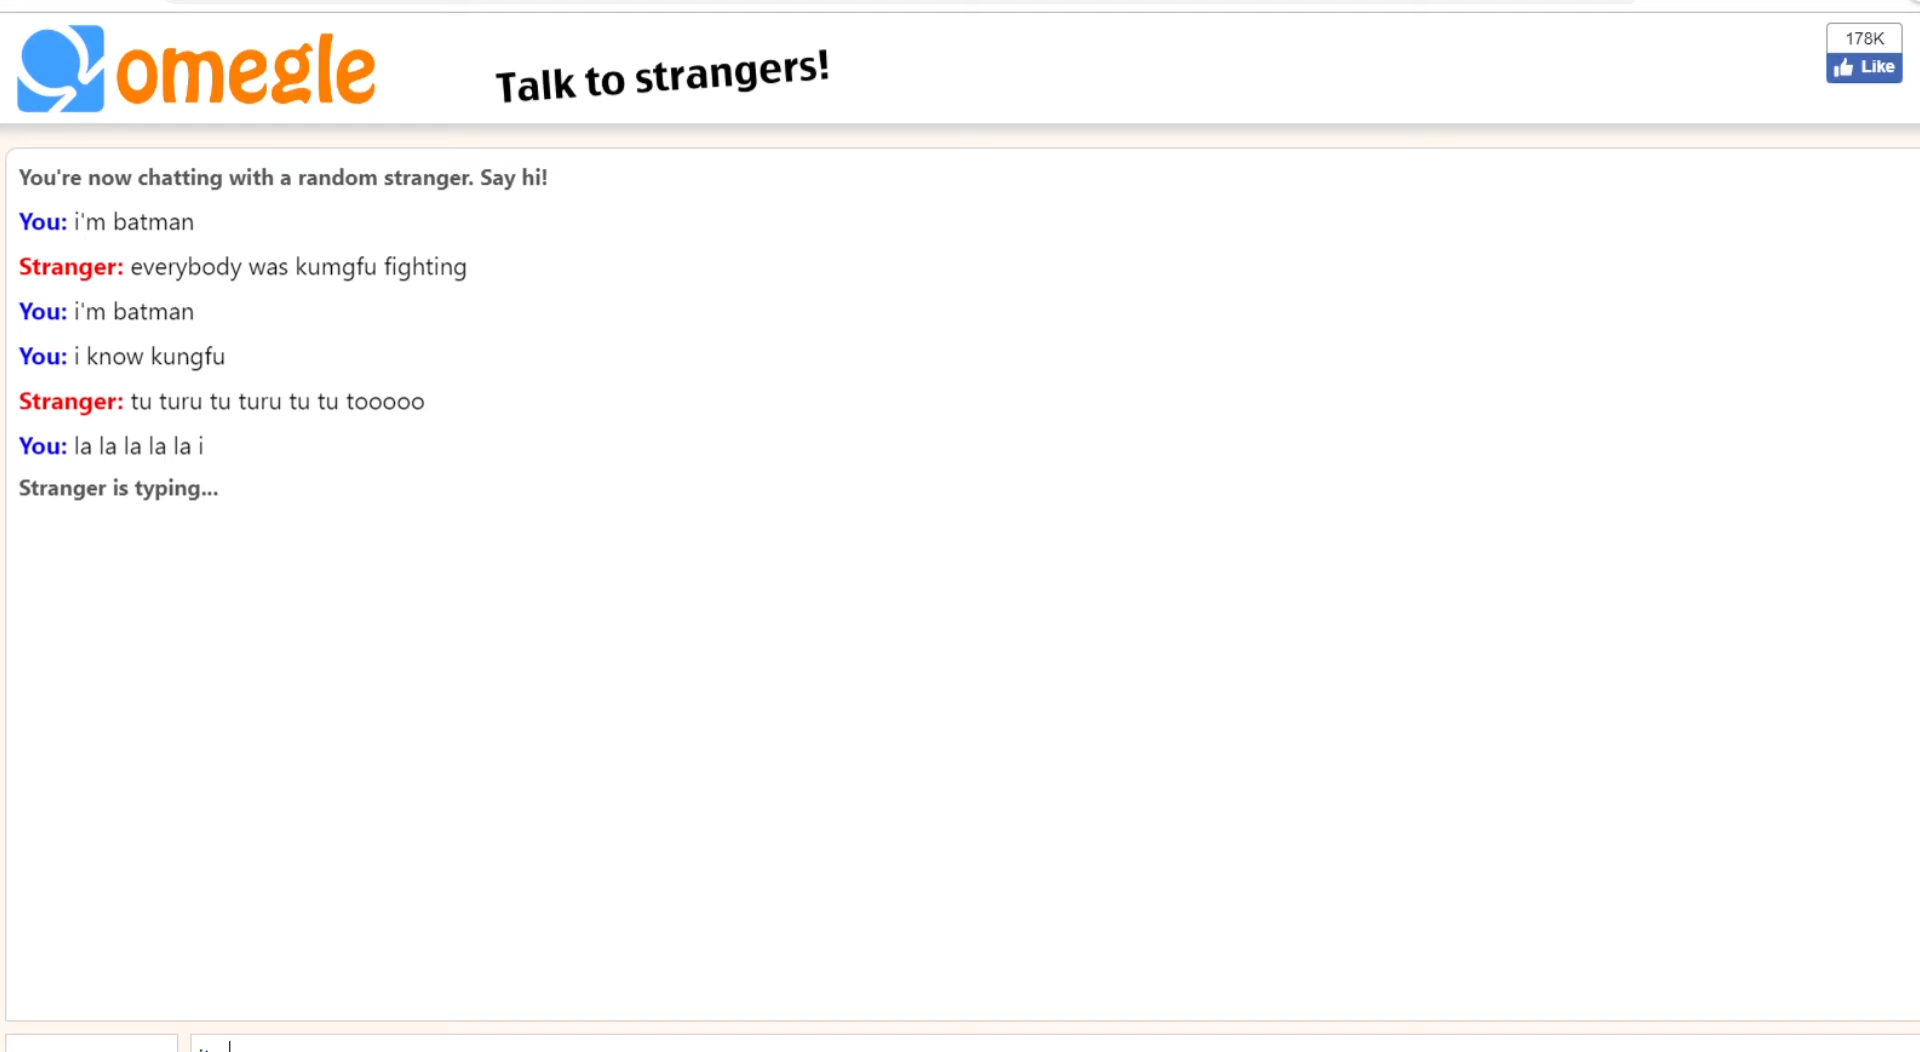 omegle
Talk to strangers!
178K
Like
You're now chatting with a random stranger. Say hi!
You: i'm batman
Stranger: everybody was kumgfu fighting
You: i'm batman
You: i know kungfu
Stranger: tu turu tu turu tu tu tooooo
You: la la la la la i
Stranger is typing...